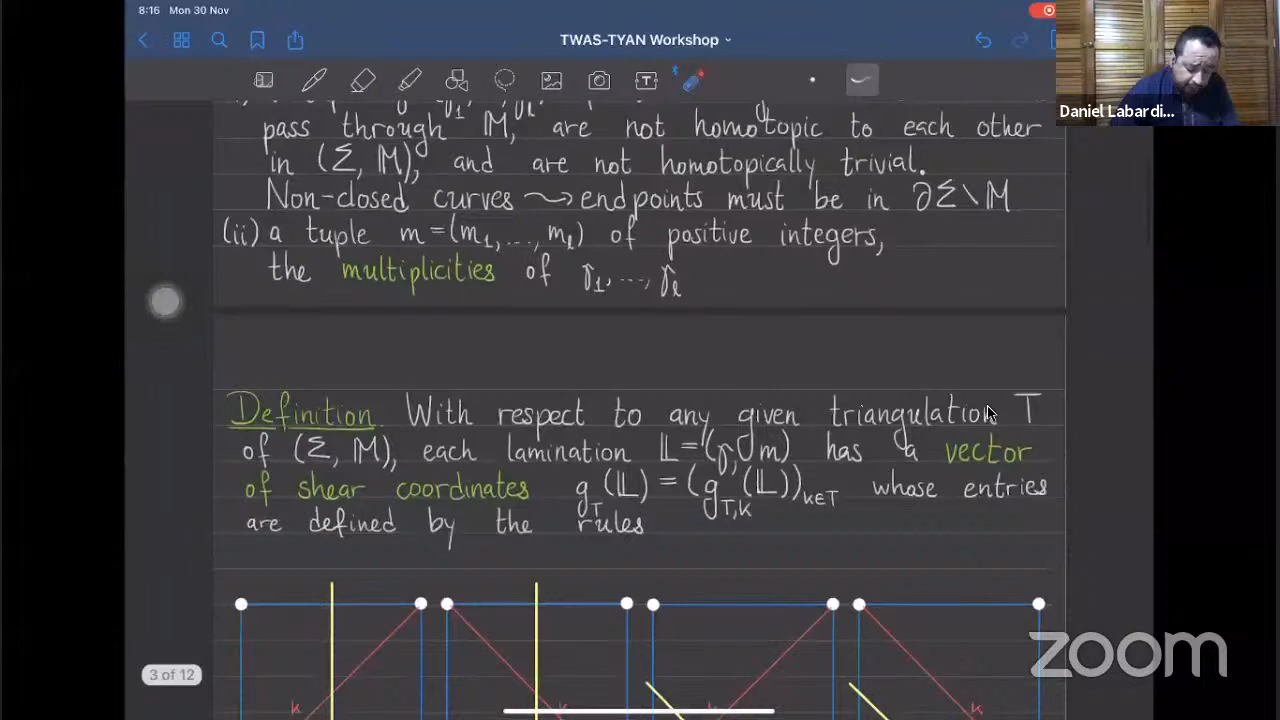 8:16 Mon 30 Nov
TWAS-TYAN Workshop
Daniel Labardi...
pass through 𝕄, are not homotopic to each other
in (Σ, 𝕄), and are not homotopically trivial.
Non-closed curves ⤳ endpoints must be in ∂Σ∖𝕄
(ii) a tuple m=(m₁,...,mₗ) of positive integers,
the multiplicities of γ₁,...,γₗ
Definition. With respect to any given triangulation T
of (Σ, 𝕄), each lamination 𝕃=(γ,m) has a vector
of shear coordinates g_T(𝕃) = (g_{T,k}(𝕃))_{k∈T} whose entries
are defined by the rules
k k k k
3 of 12
zoom